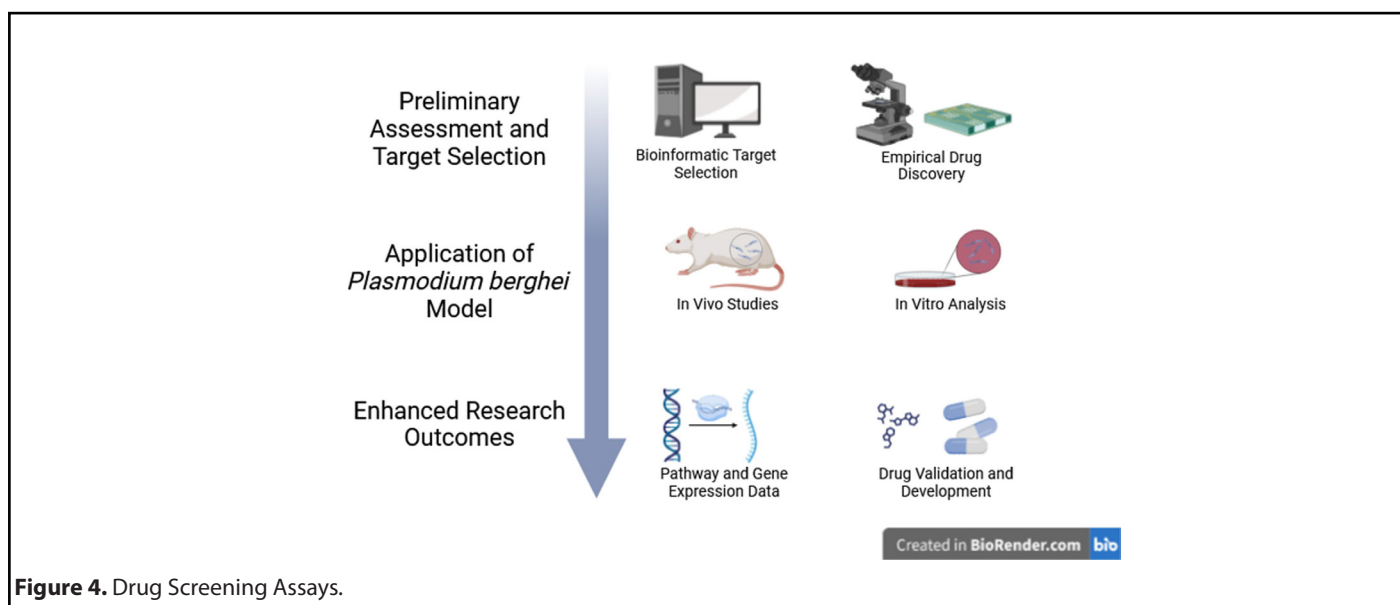 Preliminary
Assessment and
Target Selection
Bioinformatic Target
Selection
Empirical Drug
Discovery
Application of
Plasmodium berghei
Model
In Vivo Studies
In Vitro Analysis
Enhanced Research
Outcomes
Pathway and Gene
Expression Data
Drug Validation and
Development
Created in BioRender.com bio
Figure 4. Drug Screening Assays.